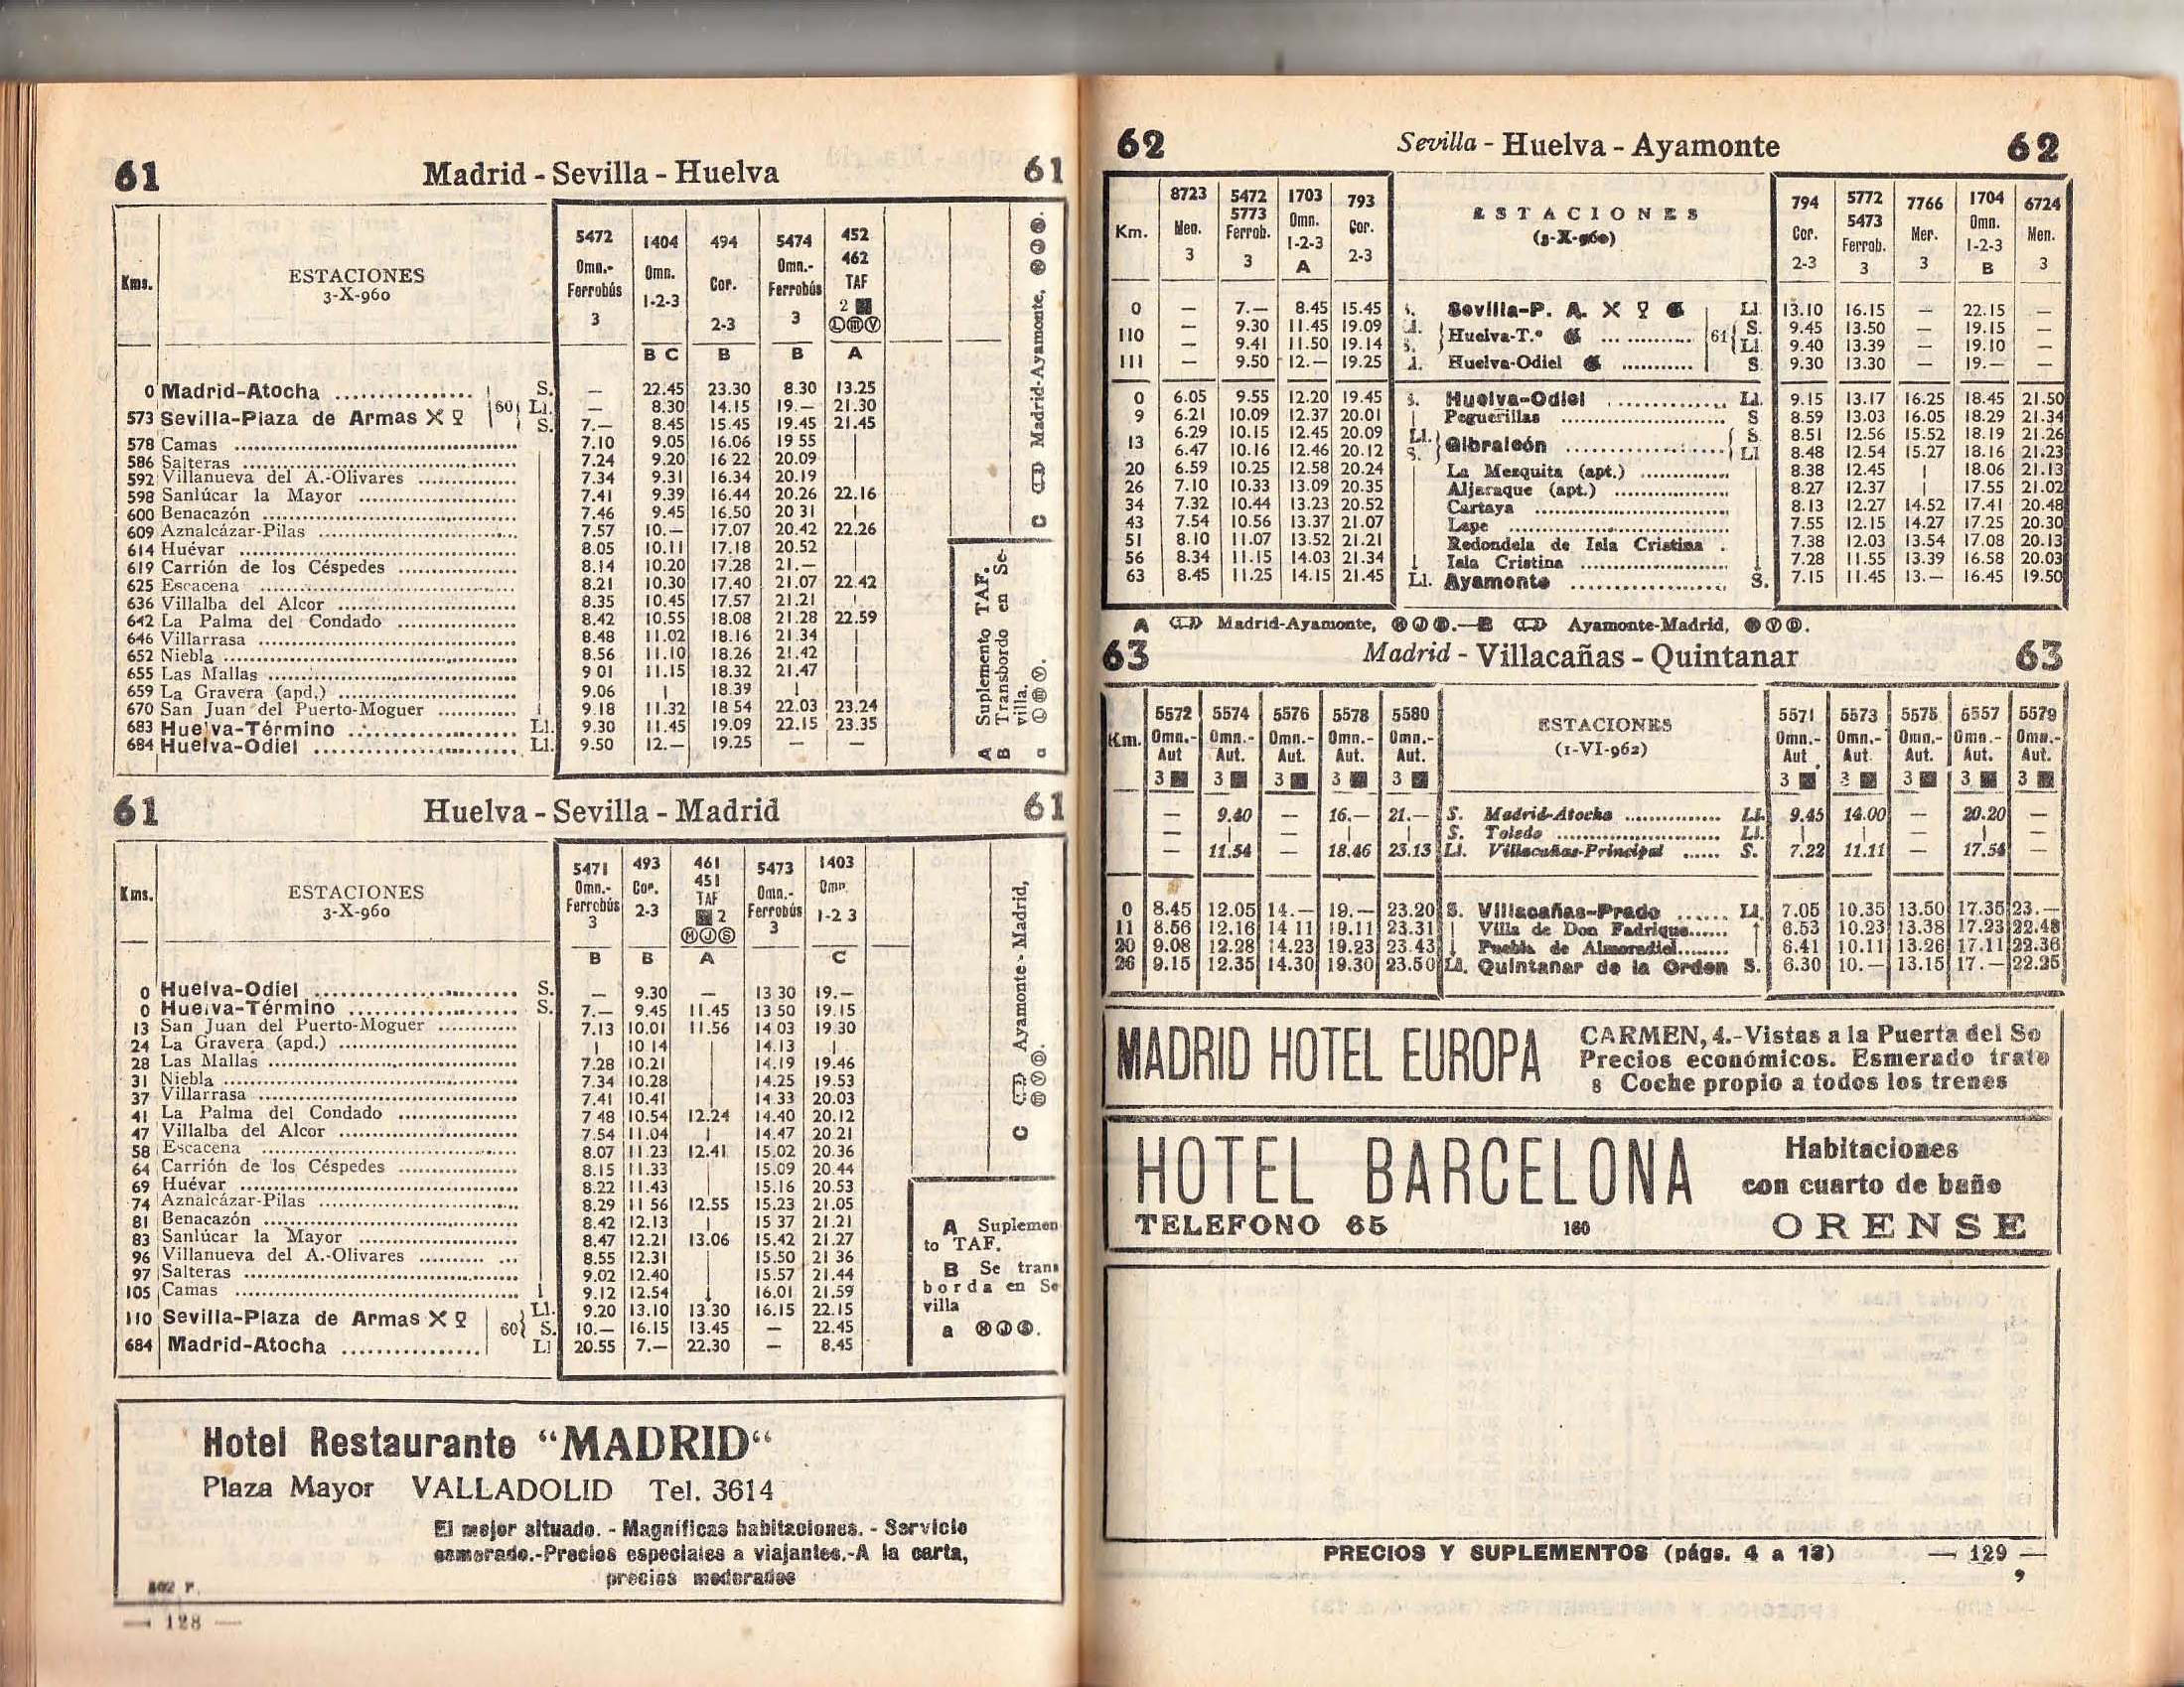 61 Madrid - Sevilla - Huelva 61
Kms. ESTACIONES 3-X-960 5472 Omn.- Ferrobús 3 1404 Omn. 1-2-3 494 Cor. 2-3 5474 Omn.- Ferrobús 3 452 462 TAF 2
B C B B A
0 Madrid-Atocha S. — 22.45 23.30 8.30 13.25
573 Sevilla-Plaza de Armas 60 Ll. — 8.30 14.15 19.— 21.30
S. 7.— 8.45 15.45 19.45 21.45
578 Camas 7.10 9.05 16.06 19 55
586 Salteras 7.24 9.20 16 22 20.09
592 Villanueva del A.-Olivares 7.34 9.31 16.34 20.19
598 Sanlúcar la Mayor 7.41 9.39 16.44 20.26 22.16
600 Benacazón 7.46 9.45 16.50 20 31
609 Aznalcázar-Pilas 7.57 10.— 17.07 20.42 22.26
614 Huévar 8.05 10.11 17.18 20.52
619 Carrión de los Céspedes 8.14 10.20 17.28 21.—
625 Escacena 8.21 10.30 17.40 21.07 22.42
636 Villalba del Alcor 8.35 10.45 17.57 21.21
642 La Palma del Condado 8.42 10.55 18.08 21.28 22.59
646 Villarrasa 8.48 11.02 18.16 21.34
652 Niebla 8.56 11.10 18.26 21.42
655 Las Mallas 9 01 11.15 18.32 21.47
659 La Gravera (apd.) 9.06 | 18.39 |
670 San Juan del Puerto-Moguer 9.18 11.32 18 54 22.03 23.24
683 Huelva-Término Ll. 9.30 11.45 19.09 22.15 23.35
684 Huelva-Odiel Ll. 9.50 12.— 19.25 — —
A Suplemento TAF.
B Transbordo en Sevilla.
C Madrid-Ayamonte,
61 Huelva - Sevilla - Madrid 61
Kms. ESTACIONES 3-X-960 5471 Omn.- Ferrobús 3 493 Cor. 2-3 461 451 TAF 2 5473 Omn.- Ferrobús 3 1403 Omn 1-2 3
B B A C
0 Huelva-Odiel S. — 9.30 — 13 30 19.—
0 Huelva-Término S. 7.— 9.45 11.45 13 50 19.15
13 San Juan del Puerto-Moguer 7.13 10.01 11.56 14 03 19 30
24 La Gravera (apd.) | 10 14 | 14.13 |
28 Las Mallas 7.28 10.21 | 14.19 19.46
31 Niebla 7.34 10.28 14.25 19.53
37 Villarrasa 7.41 10.41 14 33 20.03
41 La Palma del Condado 7 48 10.54 12.24 14.40 20.12
47 Villalba del Alcor 7.54 11.04 | 14.47 20 21
58 Escacena 8.07 11 23 12.41 15.02 20.36
64 Carrión de los Céspedes 8.15 11.33 15.09 20.44
69 Huévar 8.22 11.43 15.16 20.53
74 Aznalcázar-Pilas 8.29 11 56 12.55 15.23 21.05
81 Benacazón 8.42 12.13 | 15 37 21.21
83 Sanlúcar la Mayor 8.47 12.21 13.06 15.42 21.27
96 Villanueva del A.-Olivares 8.55 12.31 15.50 21 36
97 Salteras 9.02 12.40 15.57 21.44
105 Camas 9.12 12.54 16.01 21.59
110 Sevilla-Plaza de Armas 60 Ll. 9.20 13.10 13.30 16.15 22.15
S. 10.— 16.15 13.45 — 22.45
684 Madrid-Atocha Ll 20.55 7.— 22.30 — 8.45
C Ayamonte - Madrid,
A Suplemen
to TAF.
B Se trans
borda en Se
villa
a
Hotel Restaurante “MADRID“
Plaza Mayor VALLADOLID Tel. 3614
El mejor situado. - Magníficas habitaciones. - Servicio
esmerado.-Precios especiales a viajantes.-A la carta,
precios moderados
— 128 —
62 Sevilla - Huelva - Ayamonte 62
Km. 8723 Men. 3 5472 5773 Ferrob. 3 1703 Omn. 1-2-3 A 793 Cor. 2-3 ESTACIONES (3-X-960) 794 Cor. 2-3 5772 5473 Ferrob. 3 7766 Mer. 3 1704 Omn. 1-2-3 B 6724 Men. 3
0 — 7.— 8.45 15.45 s. Sevilla-P. A. Ll 13.10 16.15 — 22.15 —
110 — 9.30 11.45 19.09 Ll. Huelva-T.º 61 S. 9.45 13.50 — 19.15 —
— 9.41 11.50 19.14 s. Ll 9.40 13.39 — 19.10 —
111 — 9.50 12.— 19.25 Huelva-Odiel S 9.30 13.30 — 19.— —
0 6.05 9.55 12.20 19.45 s. Huelva-Odiel Ll. 9.15 13.17 16.25 18.45 21.50
9 6.21 10.09 12.37 20.01 Peguerillas S 8.59 13.03 16.05 18.29 21.34
13 6.29 10.15 12.45 20.09 Ll. Gibraleón S. 8.51 12.56 15.52 18.19 21.26
6.47 10.16 12.46 20.12 S. Ll 8.48 12.54 15.27 18.16 21.23
20 6.59 10.25 12.58 20.24 La Mezquita (apt.) 8.38 12.45 | 18.06 21.13
26 7.10 10.33 13.09 20.35 Aljaraque (apt.) 8.27 12.37 | 17.55 21.02
34 7.32 10.44 13.23 20.52 Cartaya 8.13 12.27 14.52 17.41 20.48
43 7.54 10.56 13.37 21.07 Lepe 7.55 12.15 14.27 17.25 20.30
51 8.10 11.07 13.52 21.21 Redondela de Isla Cristina 7.38 12.03 13.54 17.08 20.13
56 8.34 11.15 14.03 21.34 Isla Cristina 7.28 11.55 13.39 16.58 20.03
63 8.45 11.25 14.15 21.45 Ll. Ayamonte S. 7.15 11.45 13.— 16.45 19.50
A Madrid-Ayamonte, .—B Ayamonte-Madrid, .
63 Madrid - Villacañas - Quintanar 63
Km. 5572 Omn.- Aut 3 5574 Omn.- Aut. 3 5576 Omn.- Aut. 3 5578 Omn.- Aut. 3 5580 Omn.- Aut. 3 ESTACIONES (1-VI-962) 5571 Omn.- Aut 3 5573 Omn.- Aut 3 5575 Omn.- Aut. 3 6557 Omn.- Aut. 3 5579 Omn.- Aut. 3
— 9.40 — 16.— 21.— S. Madrid-Atocha Ll. 9.45 14.00 — 20.20 —
— | — | | S. Toledo Ll. | | — | —
— 11.54 — 18.46 23.13 Ll. Villacañas-Principal S. 7.22 11.11 — 17.54 —
0 8.45 12.05 14.— 19.— 23.20 S. Villacañas-Prado Ll. 7.05 10.35 13.50 17.35 23.—
11 8.56 12.16 14 11 19.11 23.31 Villa de Don Fadrique 6.53 10.23 13.38 17.23 22.48
20 9.08 12.28 14.23 19.23 23.43 Puebla de Almoradiel 6.41 10.11 13.26 17.11 22.36
26 9.15 12.35 14.30 19.30 23.50 Ll. Quintanar de la Orden S. 6.30 10.— 13.15 17.— 22.25
MADRID HOTEL EUROPA
CARMEN, 4.-Vistas a la Puerta del So
Precios económicos. Esmerado trato
8 Coche propio a todos los trenes
HOTEL BARCELONA Habitaciones
con cuarto de baño
TELEFONO 65 160 ORENSE
PRECIOS Y SUPLEMENTOS (págs. 4 a 13) — 129 —